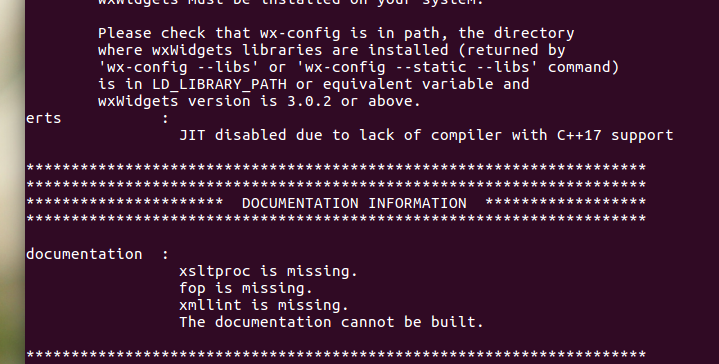 wxWidgets must be installed on your system.
Please check that wx-config is in path, the directory
where wxWidgets libraries are installed (returned by
'wx-config --libs' or 'wx-config --static --libs' command)
is in LD_LIBRARY_PATH or equivalent variable and
wxWidgets version is 3.0.2 or above.
erts :
JIT disabled due to lack of compiler with C++17 support
*********************************************************************
*********************************************************************
********************** DOCUMENTATION INFORMATION ******************
*********************************************************************
documentation :
xsltproc is missing.
fop is missing.
xmllint is missing.
The documentation cannot be built.
*********************************************************************